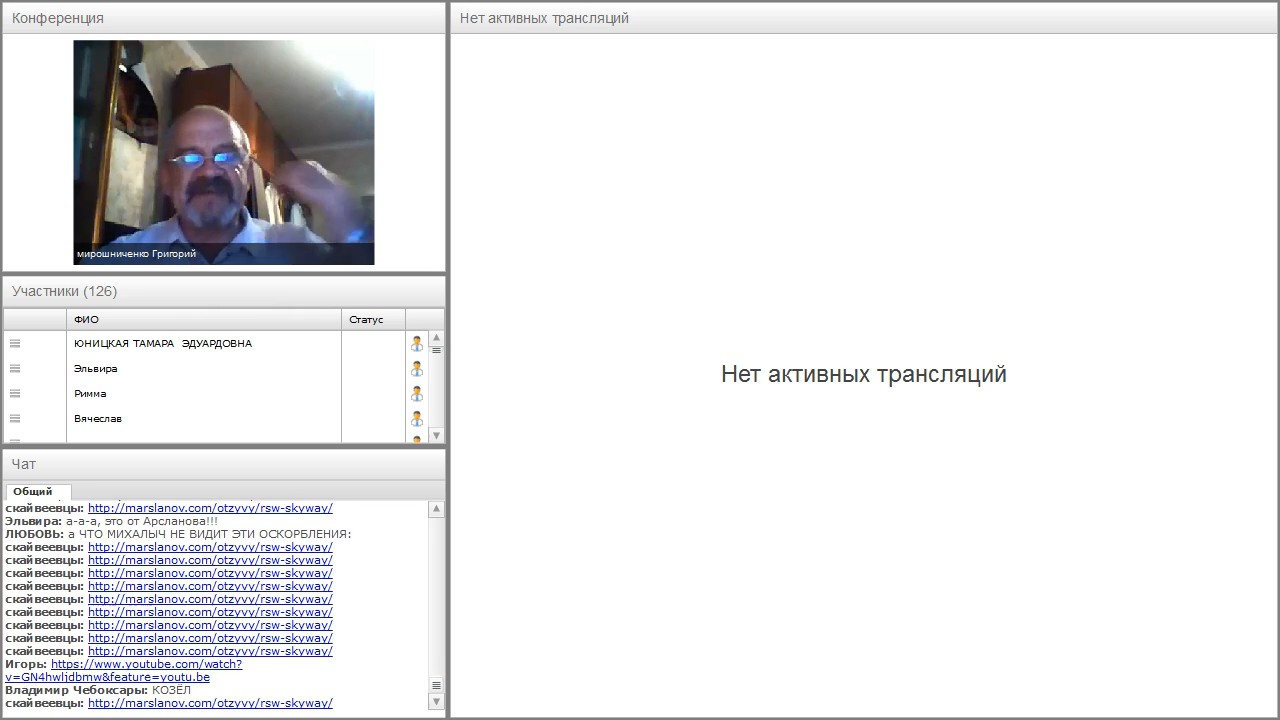 Конференция
мирошниченко Григорий
Участники (126)
ФИО Статус
ЮНИЦКАЯ ТАМАРА ЭДУАРДОВНА
Эльвира
Римма
Вячеслав
Чат
Общий
скайвеевцы: http://marslanov.com/otzyvy/rsw-skyway/
Эльвира: а-а-а, это от Арсланова!!!
ЛЮБОВЬ: а ЧТО МИХАЛЫЧ НЕ ВИДИТ ЭТИ ОСКОРБЛЕНИЯ:
скайвеевцы: http://marslanov.com/otzyvy/rsw-skyway/
скайвеевцы: http://marslanov.com/otzyvy/rsw-skyway/
скайвеевцы: http://marslanov.com/otzyvy/rsw-skyway/
скайвеевцы: http://marslanov.com/otzyvy/rsw-skyway/
скайвеевцы: http://marslanov.com/otzyvy/rsw-skyway/
скайвеевцы: http://marslanov.com/otzyvy/rsw-skyway/
скайвеевцы: http://marslanov.com/otzyvy/rsw-skyway/
скайвеевцы: http://marslanov.com/otzyvy/rsw-skyway/
скайвеевцы: http://marslanov.com/otzyvy/rsw-skyway/
Игорь: https://www.youtube.com/watch?
v=GN4hwljdbmw&feature=youtu.be
Владимир Чебоксары: КОЗЁЛ
скайвеевцы: http://marslanov.com/otzyvy/rsw-skyway/
Нет активных трансляций
Нет активных трансляций